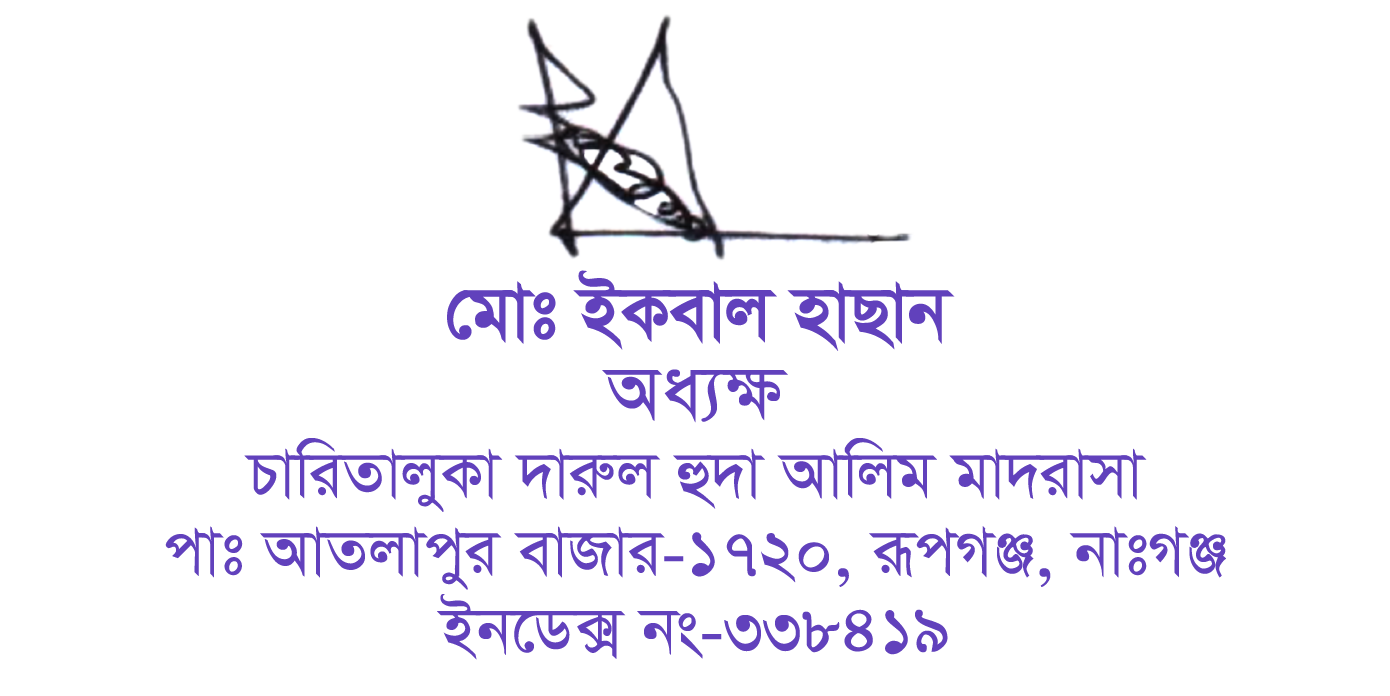 মোঃ ইকবাল হাছান
অধ্যক্ষ
চারিতালুকা দারুল হুদা আলিম মাদরাসা
পাঃ আতলাপুর বাজার-১৭২০, রূপগঞ্জ, নাঃগঞ্জ
ইনডেক্স নং-৩৩৮৪১৯